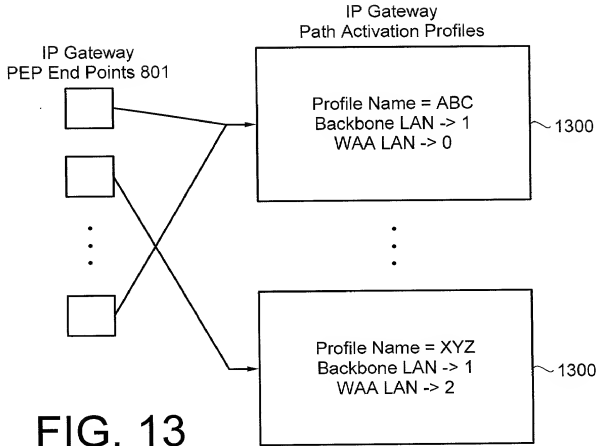 IP Gateway
Path Activation Profiles
IP Gateway
PEP End Points 801
Profile Name = ABC
Backbone LAN -> 1
WAA LAN -> 0
1300
Profile Name = XYZ
Backbone LAN -> 1
WAA LAN -> 2
1300
FIG. 13